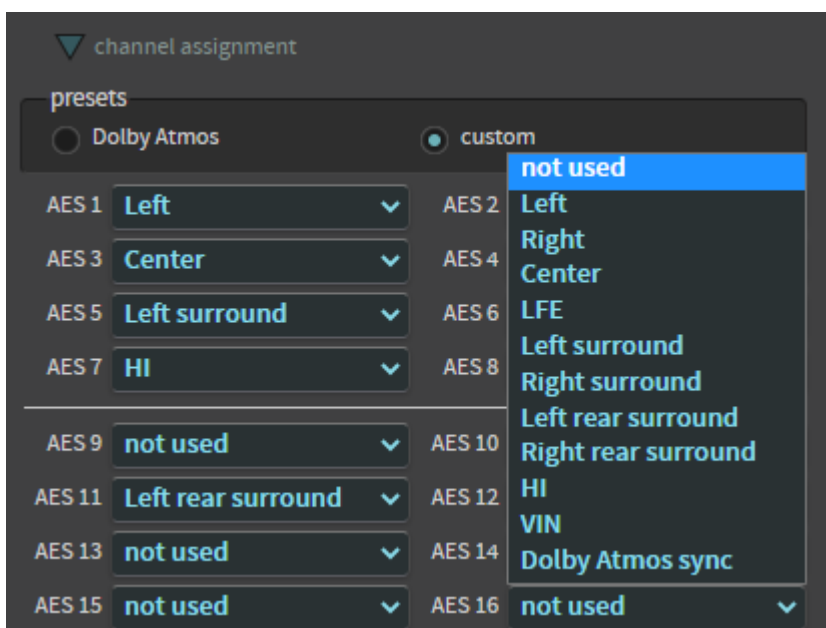 channel assignment
presets
Dolby Atmos
custom
AES 1 Left
AES 2
AES 3 Center
AES 4
AES 5 Left surround
AES 6
AES 7 HI
AES 8
AES 9 not used
AES 10
AES 11 Left rear surround
AES 12
AES 13 not used
AES 14
AES 15 not used
AES 16 not used
not used
Left
Right
Center
LFE
Left surround
Right surround
Left rear surround
Right rear surround
HI
VIN
Dolby Atmos sync